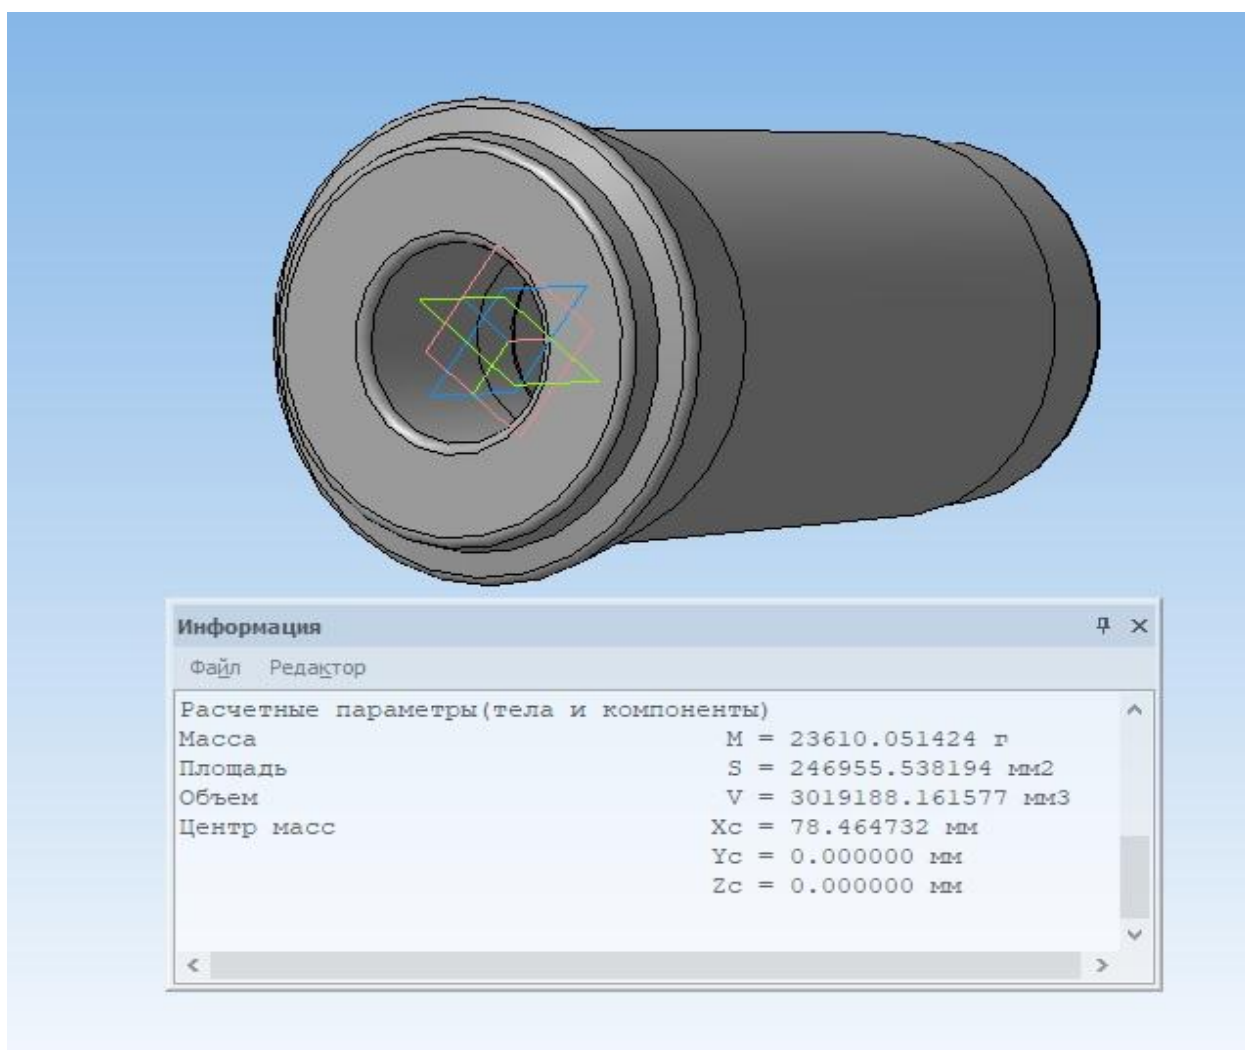 Информация
Файл Редактор
Расчетные параметры(тела и компоненты)
Масса M = 23610.051424 г
Площадь S = 246955.538194 мм2
Объем V = 3019188.161577 мм3
Центр масс Xc = 78.464732 мм
Yc = 0.000000 мм
Zc = 0.000000 мм